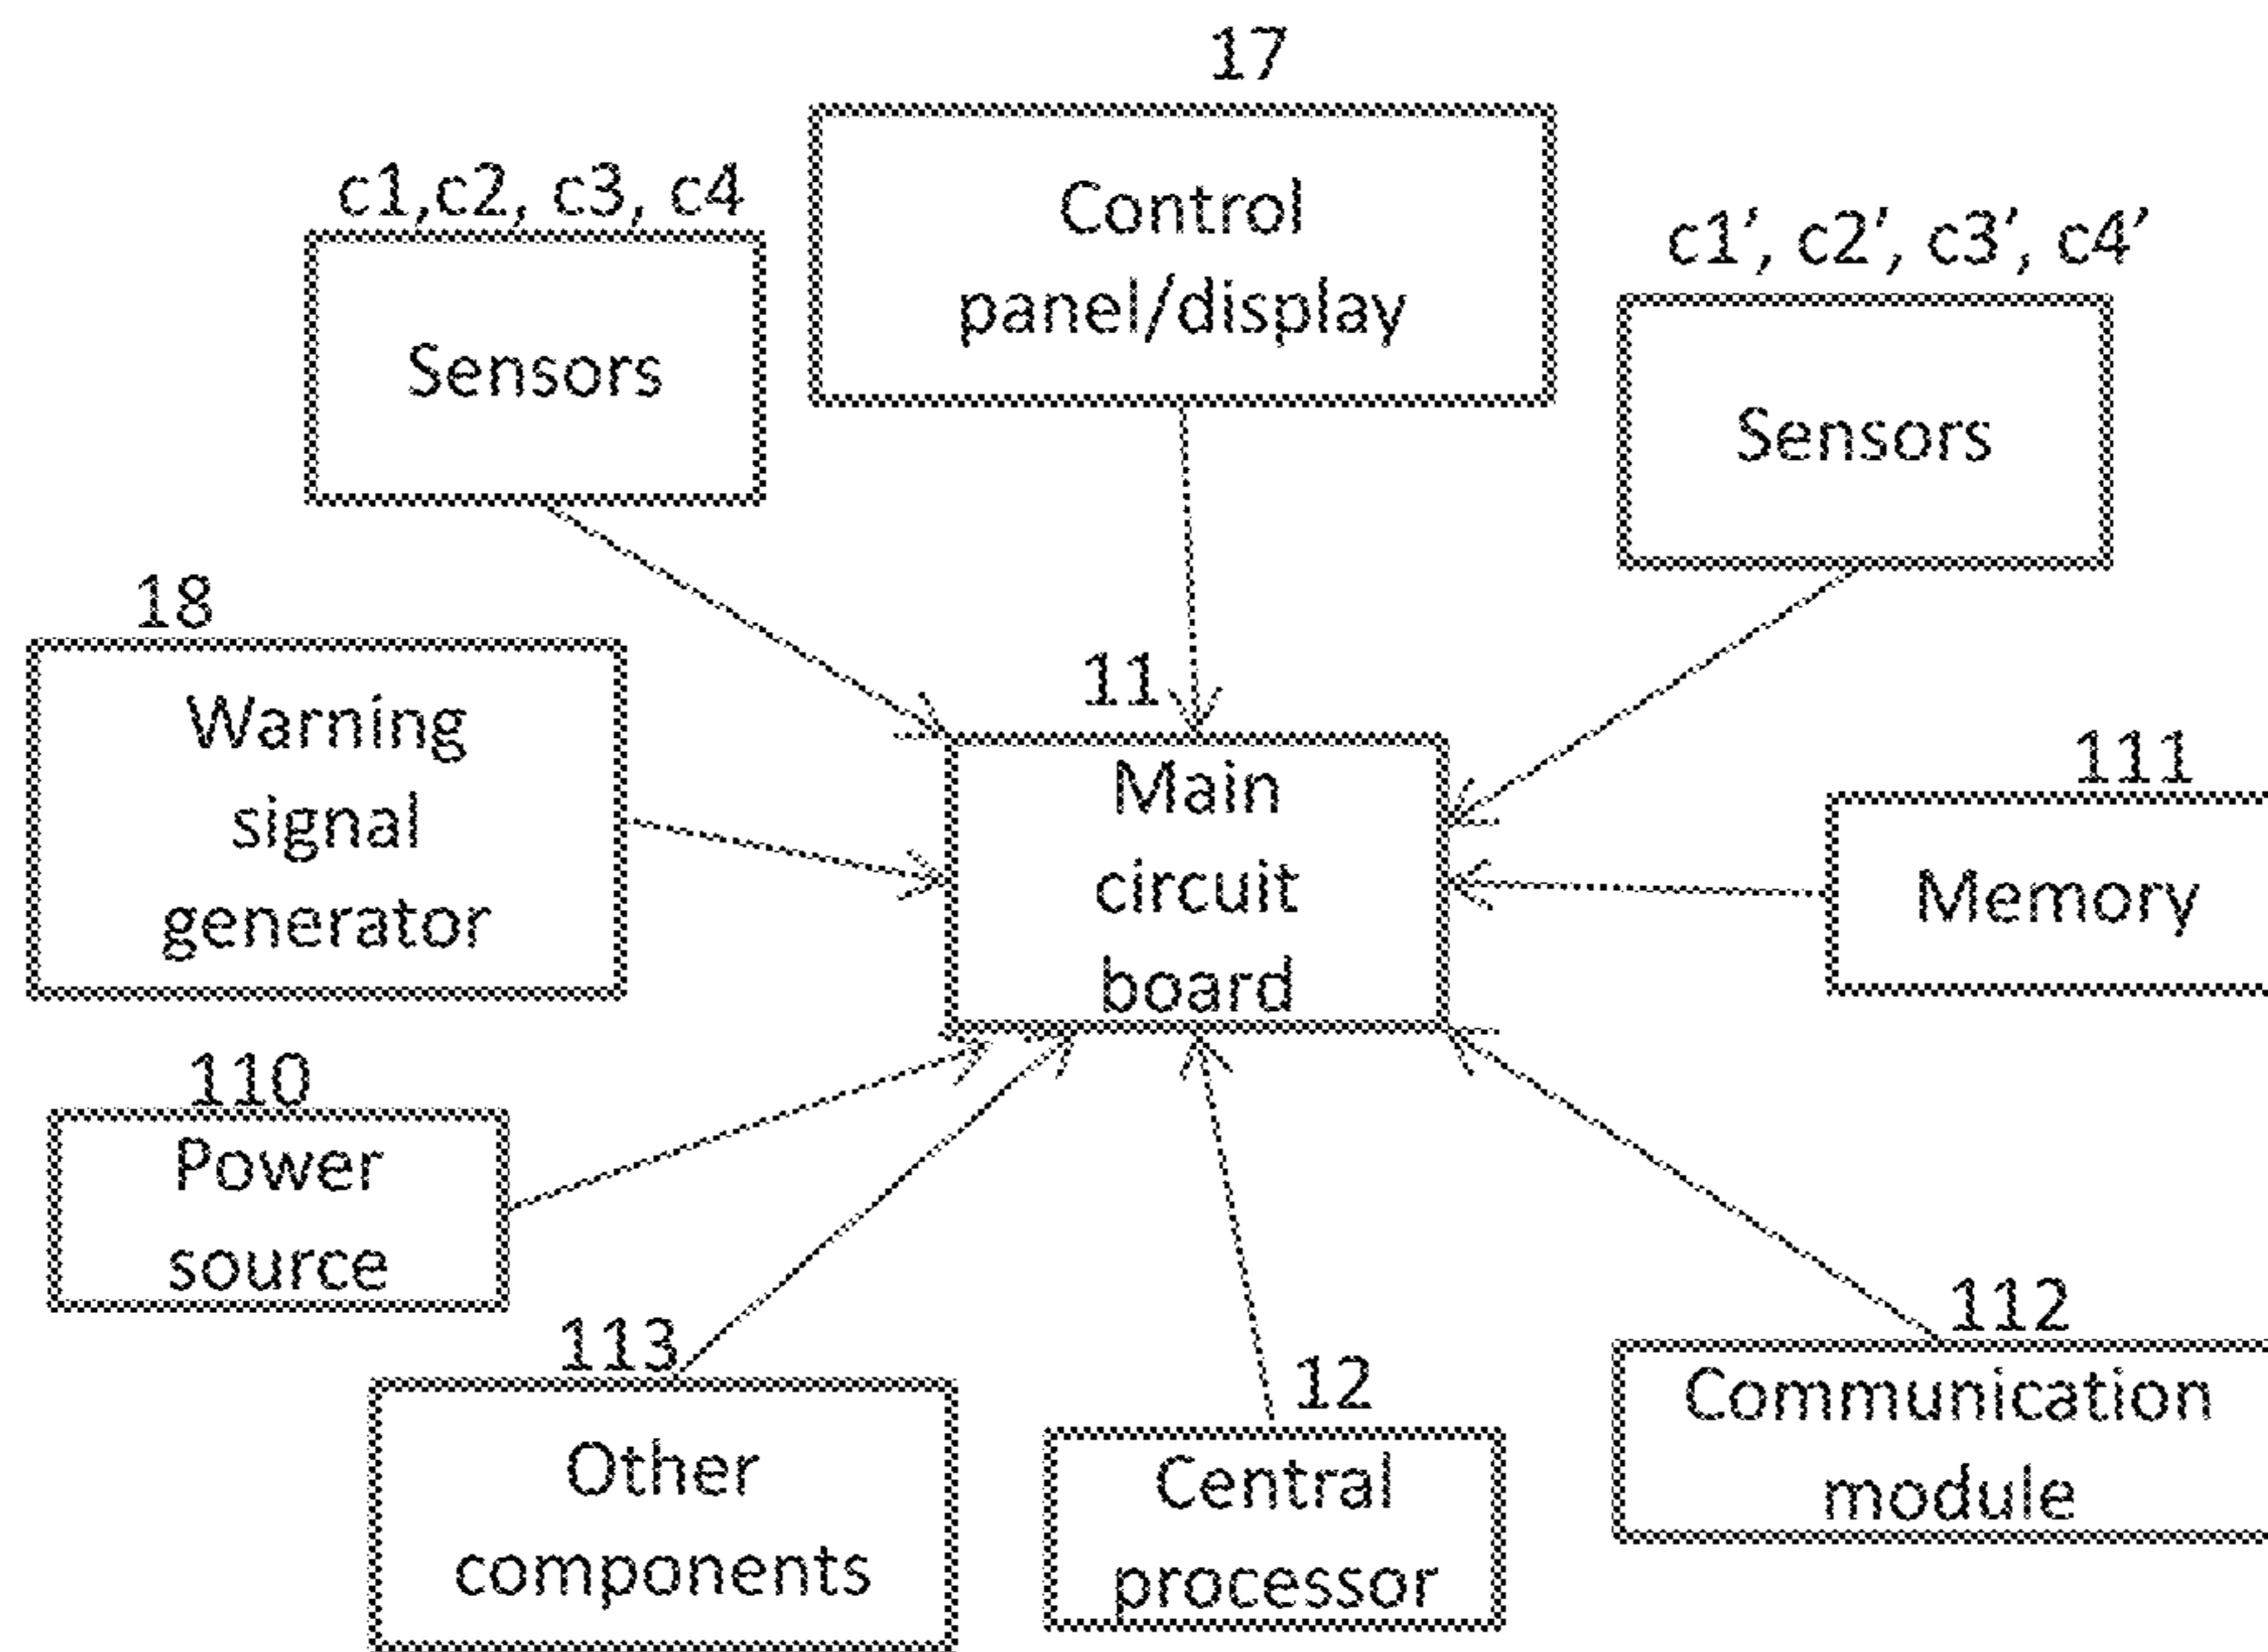 17
Control
panel/display
c1,c2, c3, c4
Sensors
c1’, c2’, c3’, c4’
Sensors
18
Warning
signal
generator
11
Main
circuit
board
111
Memory
110
Power
source
113
Other
components
12
Central
processor
112
Communication
module